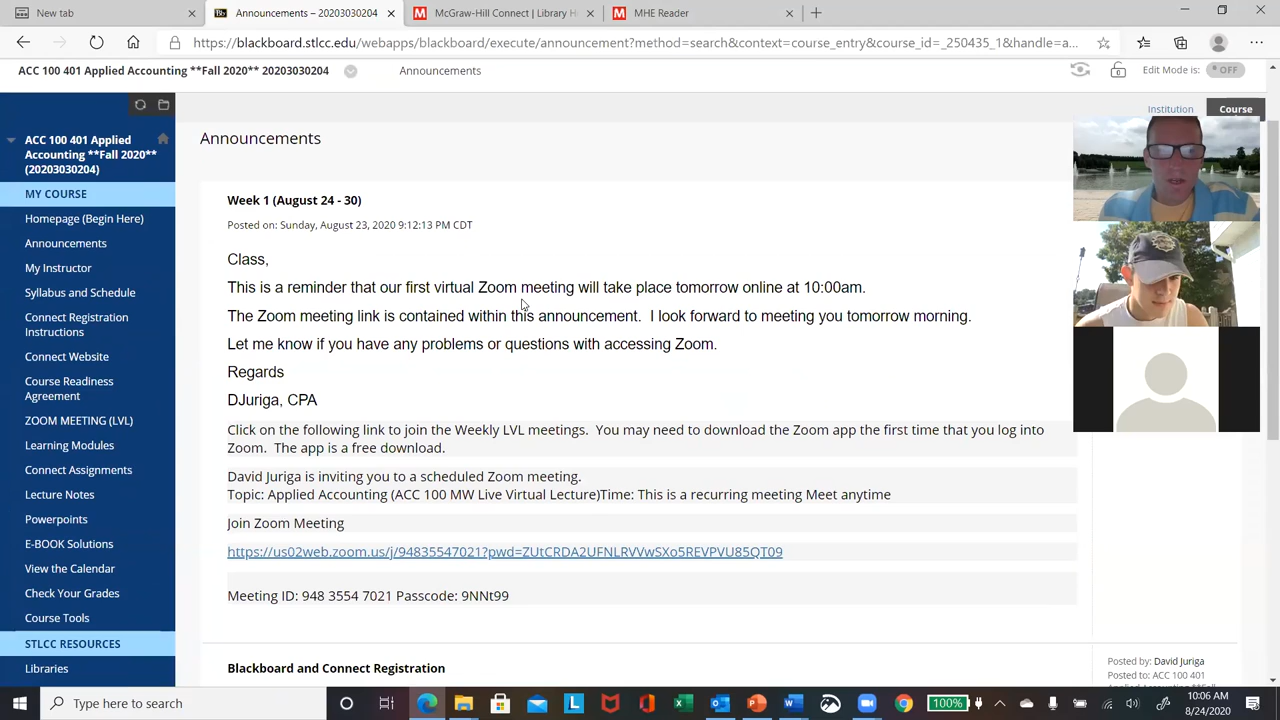 New tab
Announcements – 20203030204
McGraw-Hill Connect | Library H
MHE Reader
https://blackboard.stlcc.edu/webapps/blackboard/execute/announcement?method=search&context=course_entry&course_id=_250435_1&handle=a...
ACC 100 401 Applied Accounting **Fall 2020** 20203030204
Announcements
Edit Mode is:
OFF
Institution
Course
ACC 100 401 Applied
Accounting **Fall 2020**
(20203030204)
MY COURSE
Homepage (Begin Here)
Announcements
My Instructor
Syllabus and Schedule
Connect Registration
Instructions
Connect Website
Course Readiness
Agreement
ZOOM MEETING (LVL)
Learning Modules
Connect Assignments
Lecture Notes
Powerpoints
E-BOOK Solutions
View the Calendar
Check Your Grades
Course Tools
STLCC RESOURCES
Libraries
Announcements
Week 1 (August 24 - 30)
Posted on: Sunday, August 23, 2020 9:12:13 PM CDT
Class,
This is a reminder that our first virtual Zoom meeting will take place tomorrow online at 10:00am.
The Zoom meeting link is contained within this announcement.  I look forward to meeting you tomorrow morning.
Let me know if you have any problems or questions with accessing Zoom.
Regards
DJuriga, CPA
Click on the following link to join the Weekly LVL meetings.  You may need to download the Zoom app the first time that you log into
Zoom.  The app is a free download.
David Juriga is inviting you to a scheduled Zoom meeting.
Topic: Applied Accounting (ACC 100 MW Live Virtual Lecture)Time: This is a recurring meeting Meet anytime
Join Zoom Meeting
https://us02web.zoom.us/j/94835547021?pwd=ZUtCRDA2UFNLRVVwSXo5REVPVU85QT09
Meeting ID: 948 3554 7021 Passcode: 9NNt99
Blackboard and Connect Registration
Posted by: David Juriga
Posted to: ACC 100 401
Type here to search
100%
10:06 AM
8/24/2020